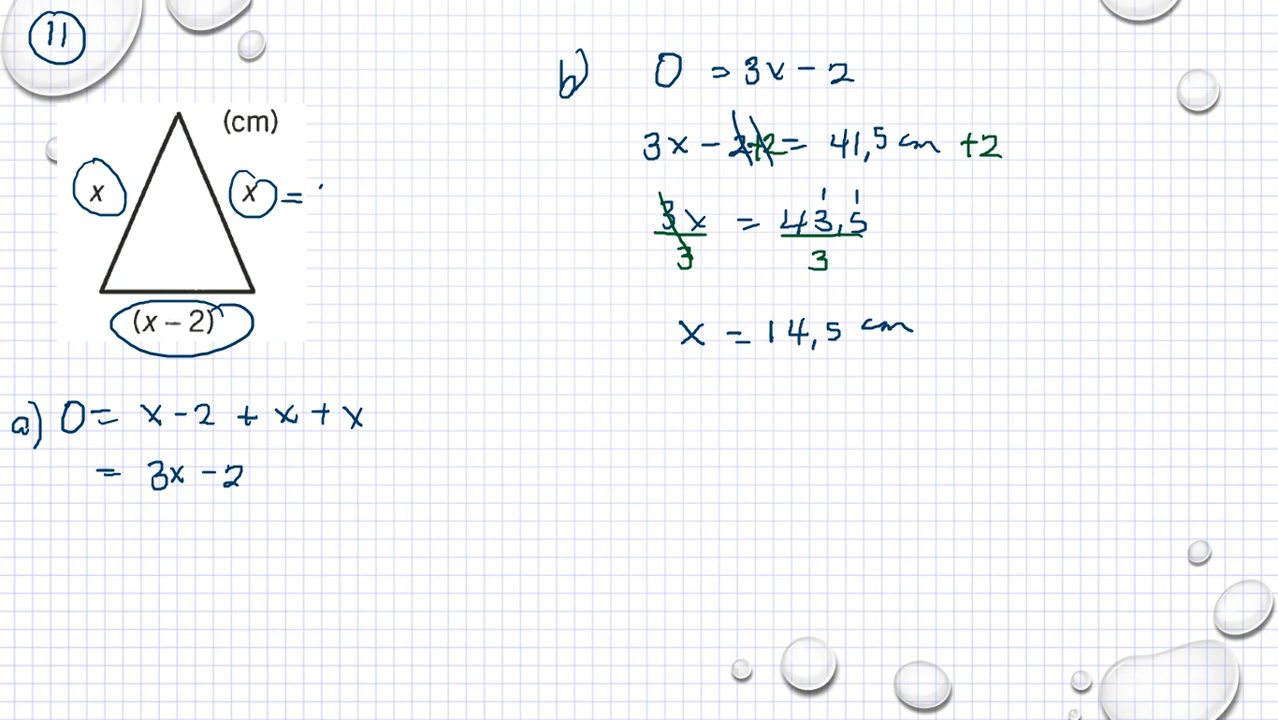 11
(cm)
x
x = 
(x − 2)
a) O = x − 2 + x + x
= 3x − 2
b) O = 3x − 2
3x − 2 +2 = 41,5 cm +2
3x = 43,5
3 3
x = 14,5 cm